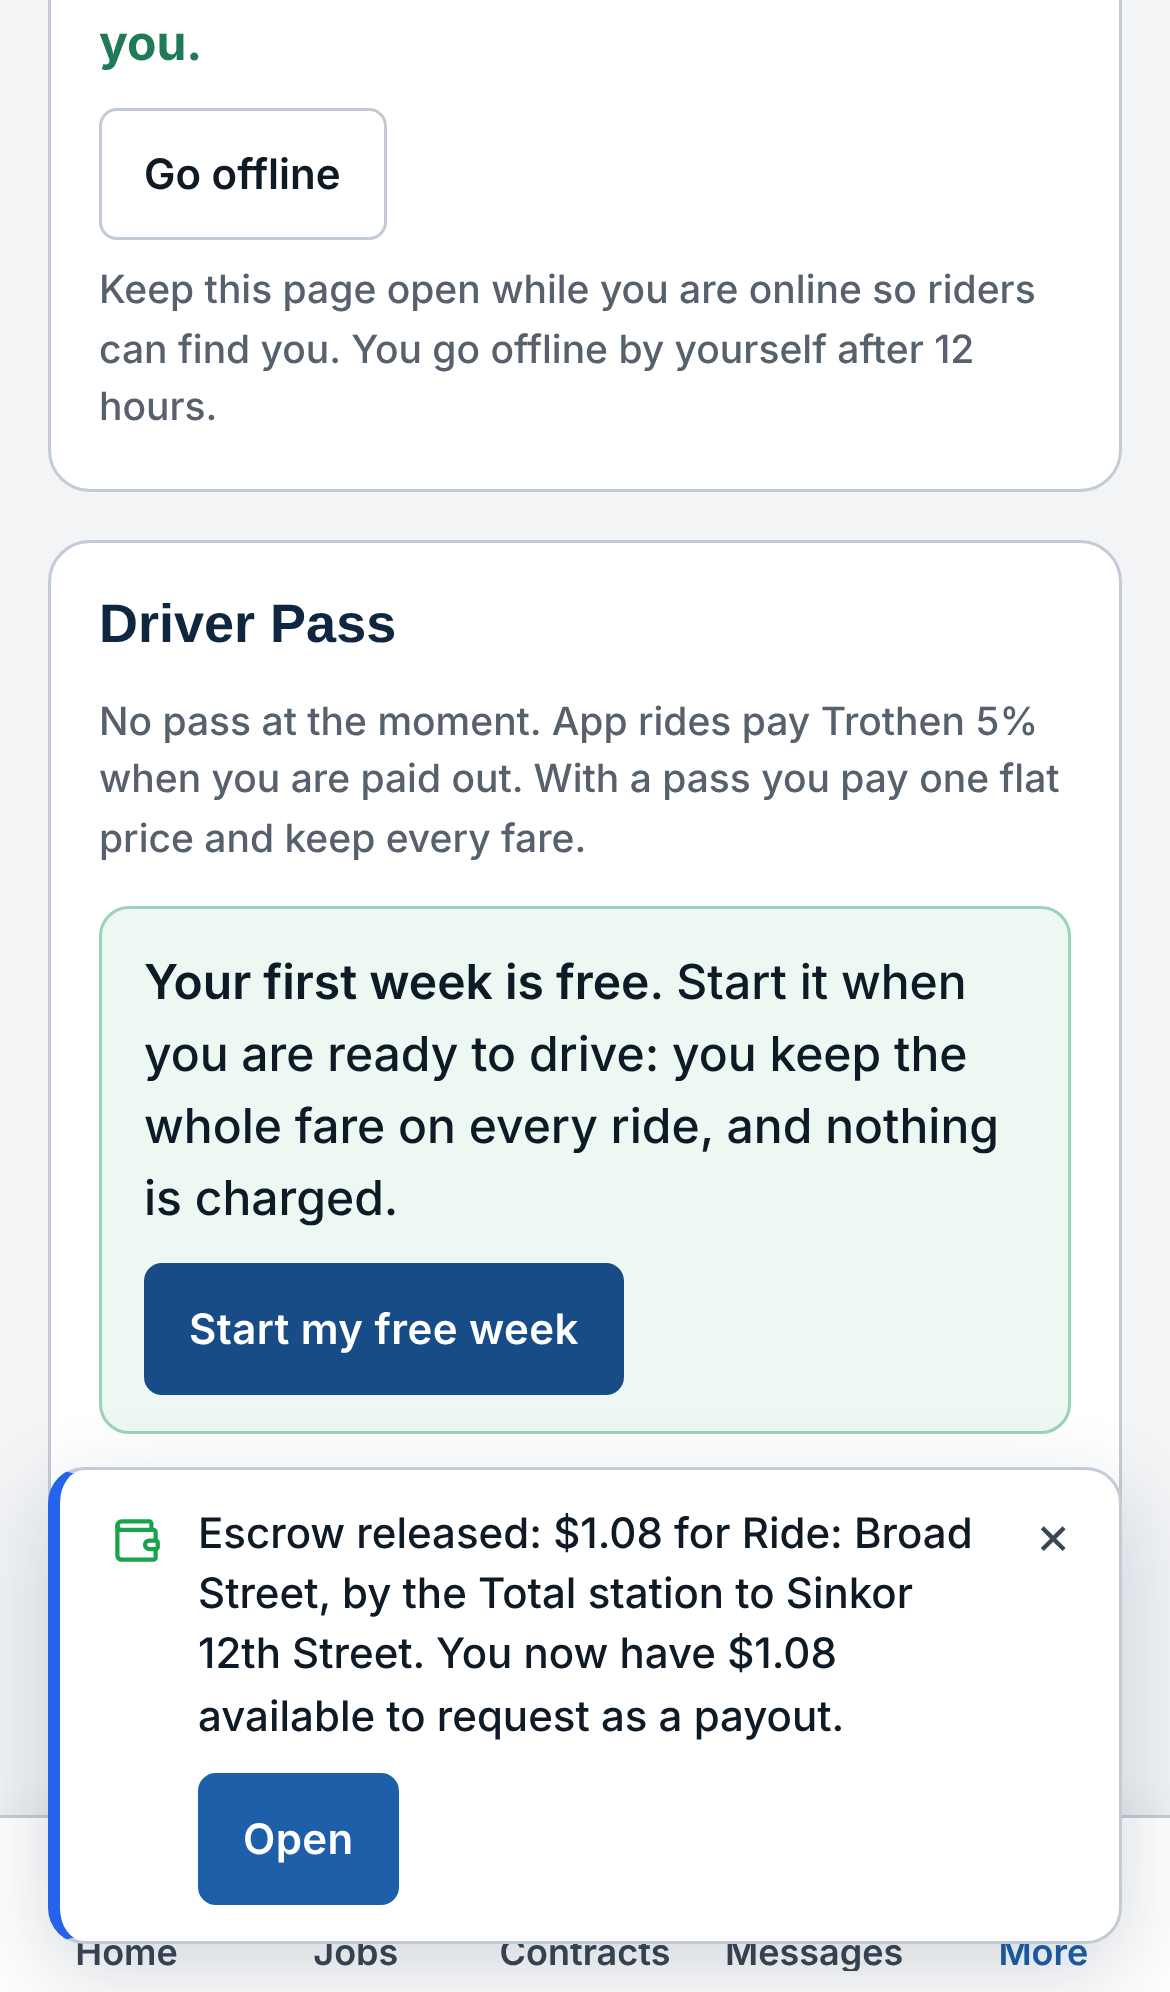 you.
Go offline
Keep this page open while you are online so riders
can find you. You go offline by yourself after 12
hours.
Driver Pass
No pass at the moment. App rides pay Trothen 5%
when you are paid out. With a pass you pay one flat
price and keep every fare.
Your first week is free. Start it when
you are ready to drive: you keep the
whole fare on every ride, and nothing
is charged.
Start my free week
Escrow released: $1.08 for Ride: Broad
Street, by the Total station to Sinkor
12th Street. You now have $1.08
available to request as a payout.
Open
Home Jobs Contracts Messages More